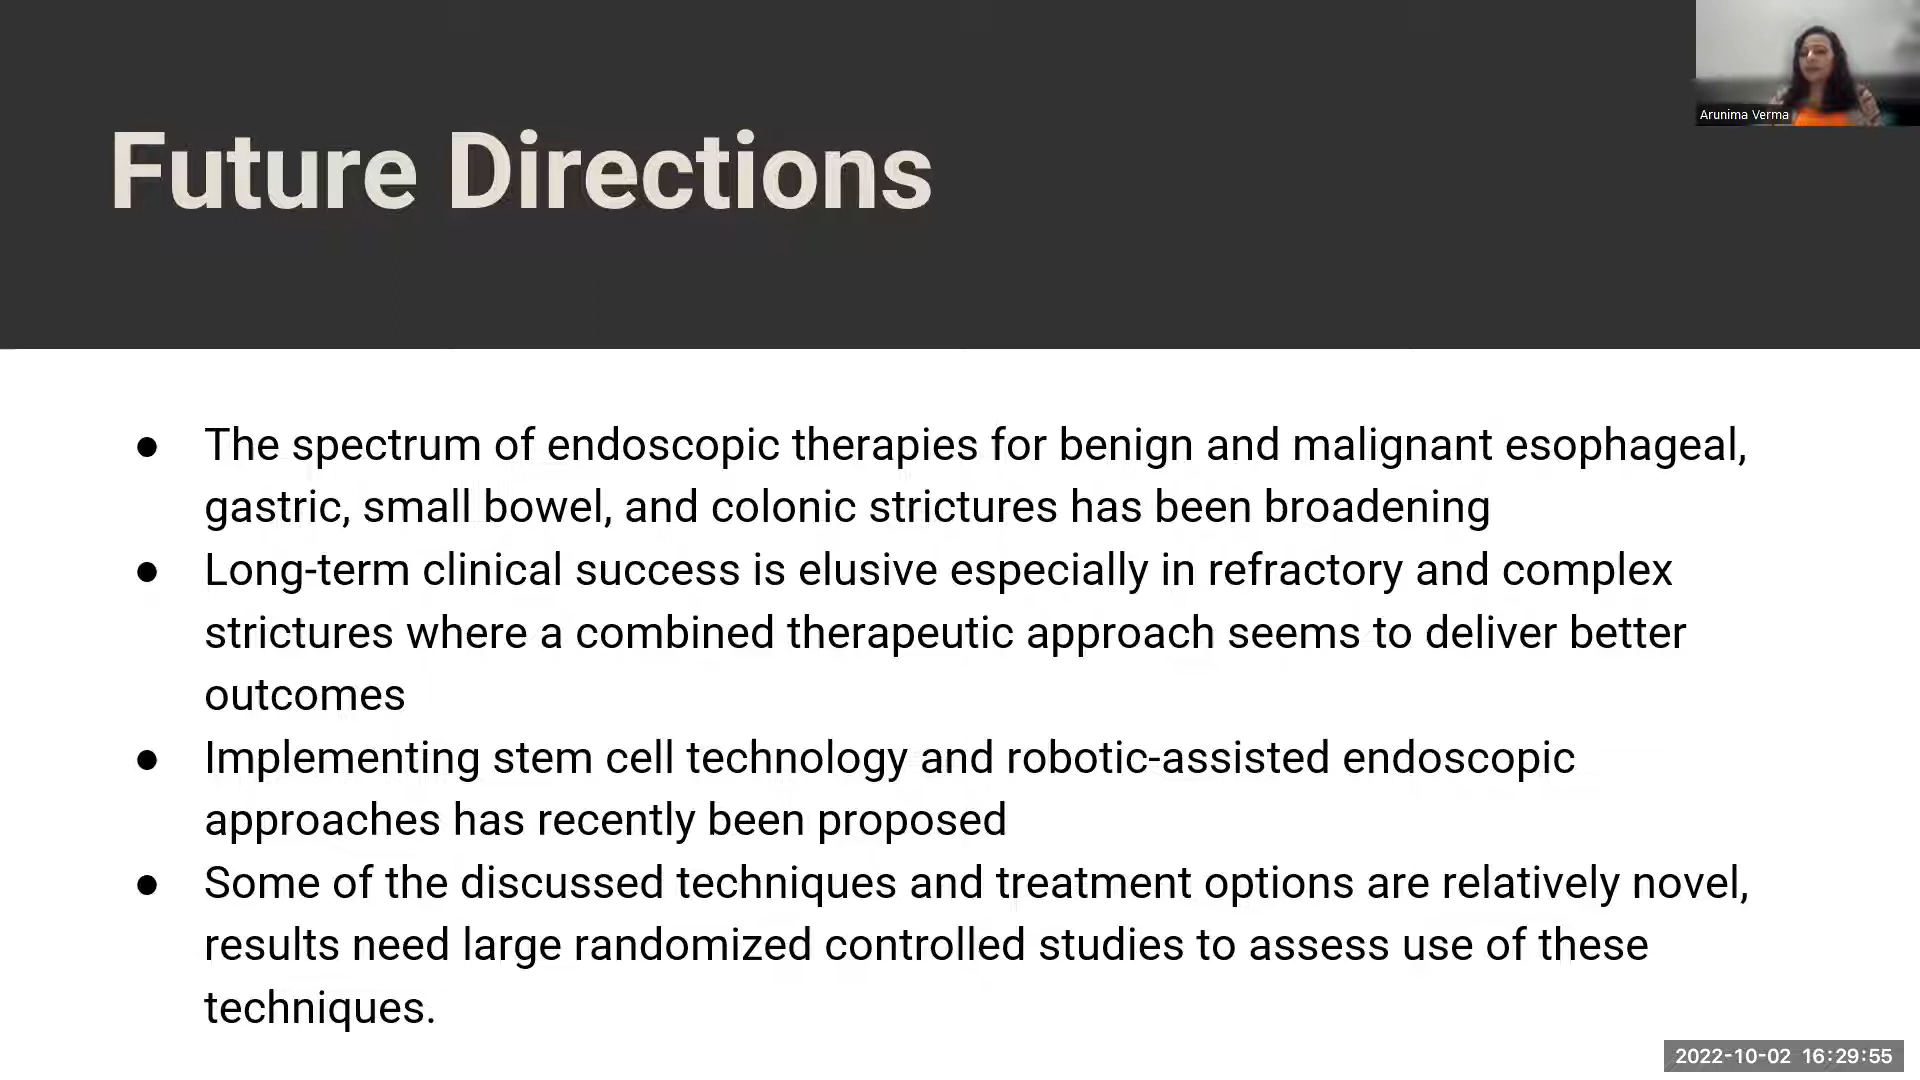 Arunima Verma
Future Directions
● The spectrum of endoscopic therapies for benign and malignant esophageal,
gastric, small bowel, and colonic strictures has been broadening
● Long-term clinical success is elusive especially in refractory and complex
strictures where a combined therapeutic approach seems to deliver better
outcomes
● Implementing stem cell technology and robotic-assisted endoscopic
approaches has recently been proposed
● Some of the discussed techniques and treatment options are relatively novel,
results need large randomized controlled studies to assess use of these
techniques.
2022-10-02 16:29:55